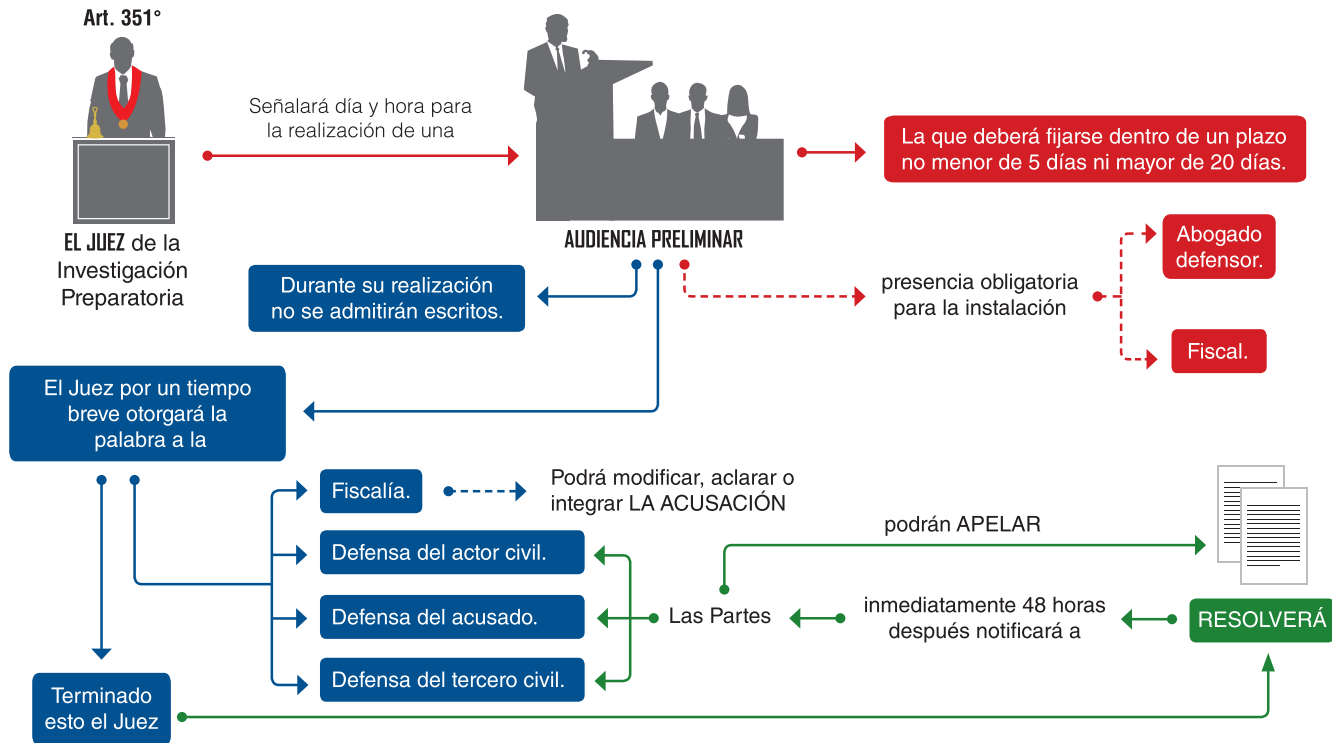 Art. 351°
EL JUEZ de la
Investigación
Preparatoria
Señalará día y hora para
la realización de una
AUDIENCIA PRELIMINAR
La que deberá fijarse dentro de un plazo
no menor de 5 días ni mayor de 20 días.
presencia obligatoria
para la instalación
Abogado
defensor.
Fiscal.
Durante su realización
no se admitirán escritos.
El Juez por un tiempo
breve otorgará la
palabra a la
Fiscalía.
Podrá modificar, aclarar o
integrar LA ACUSACIÓN
Defensa del actor civil.
Defensa del acusado.
Defensa del tercero civil.
Terminado
esto el Juez
RESOLVERÁ
inmediatamente 48 horas
después notificará a
Las Partes
podrán APELAR